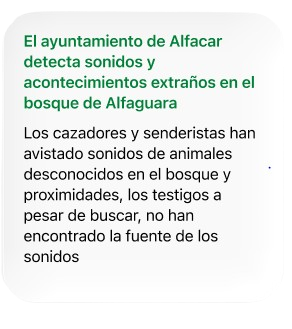 El ayuntamiento de Alfacar
detecta sonidos y
acontecimientos extraños en el
bosque de Alfaguara
Los cazadores y senderistas han
avistado sonidos de animales
desconocidos en el bosque y
proximidades, los testigos a
pesar de buscar, no han
encontrado la fuente de los
sonidos